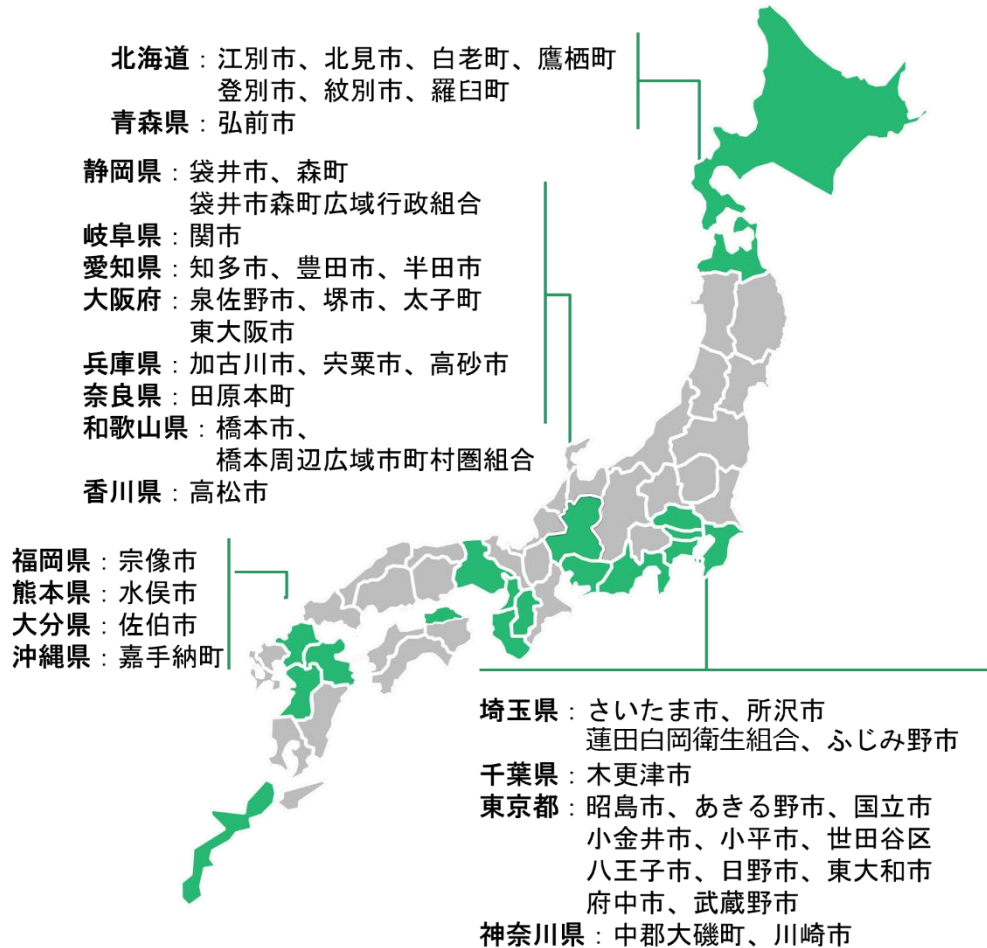 北海道：江別市、北見市、白老町、鷹栖町
登別市、紋別市、羅臼町
青森県：弘前市
静岡県：袋井市、森町
袋井市森町広域行政組合
岐阜県：関市
愛知県：知多市、豊田市、半田市
大阪府：泉佐野市、堺市、太子町
東大阪市
兵庫県：加古川市、宍粟市、高砂市
奈良県：田原本町
和歌山県：橋本市、
橋本周辺広域市町村圏組合
香川県：高松市
福岡県：宗像市
熊本県：水俣市
大分県：佐伯市
沖縄県：嘉手納町
埼玉県：さいたま市、所沢市
蓮田白岡衛生組合、ふじみ野市
千葉県：木更津市
東京都：昭島市、あきる野市、国立市
小金井市、小平市、世田谷区
八王子市、日野市、東大和市
府中市、武蔵野市
神奈川県：中郡大磯町、川崎市